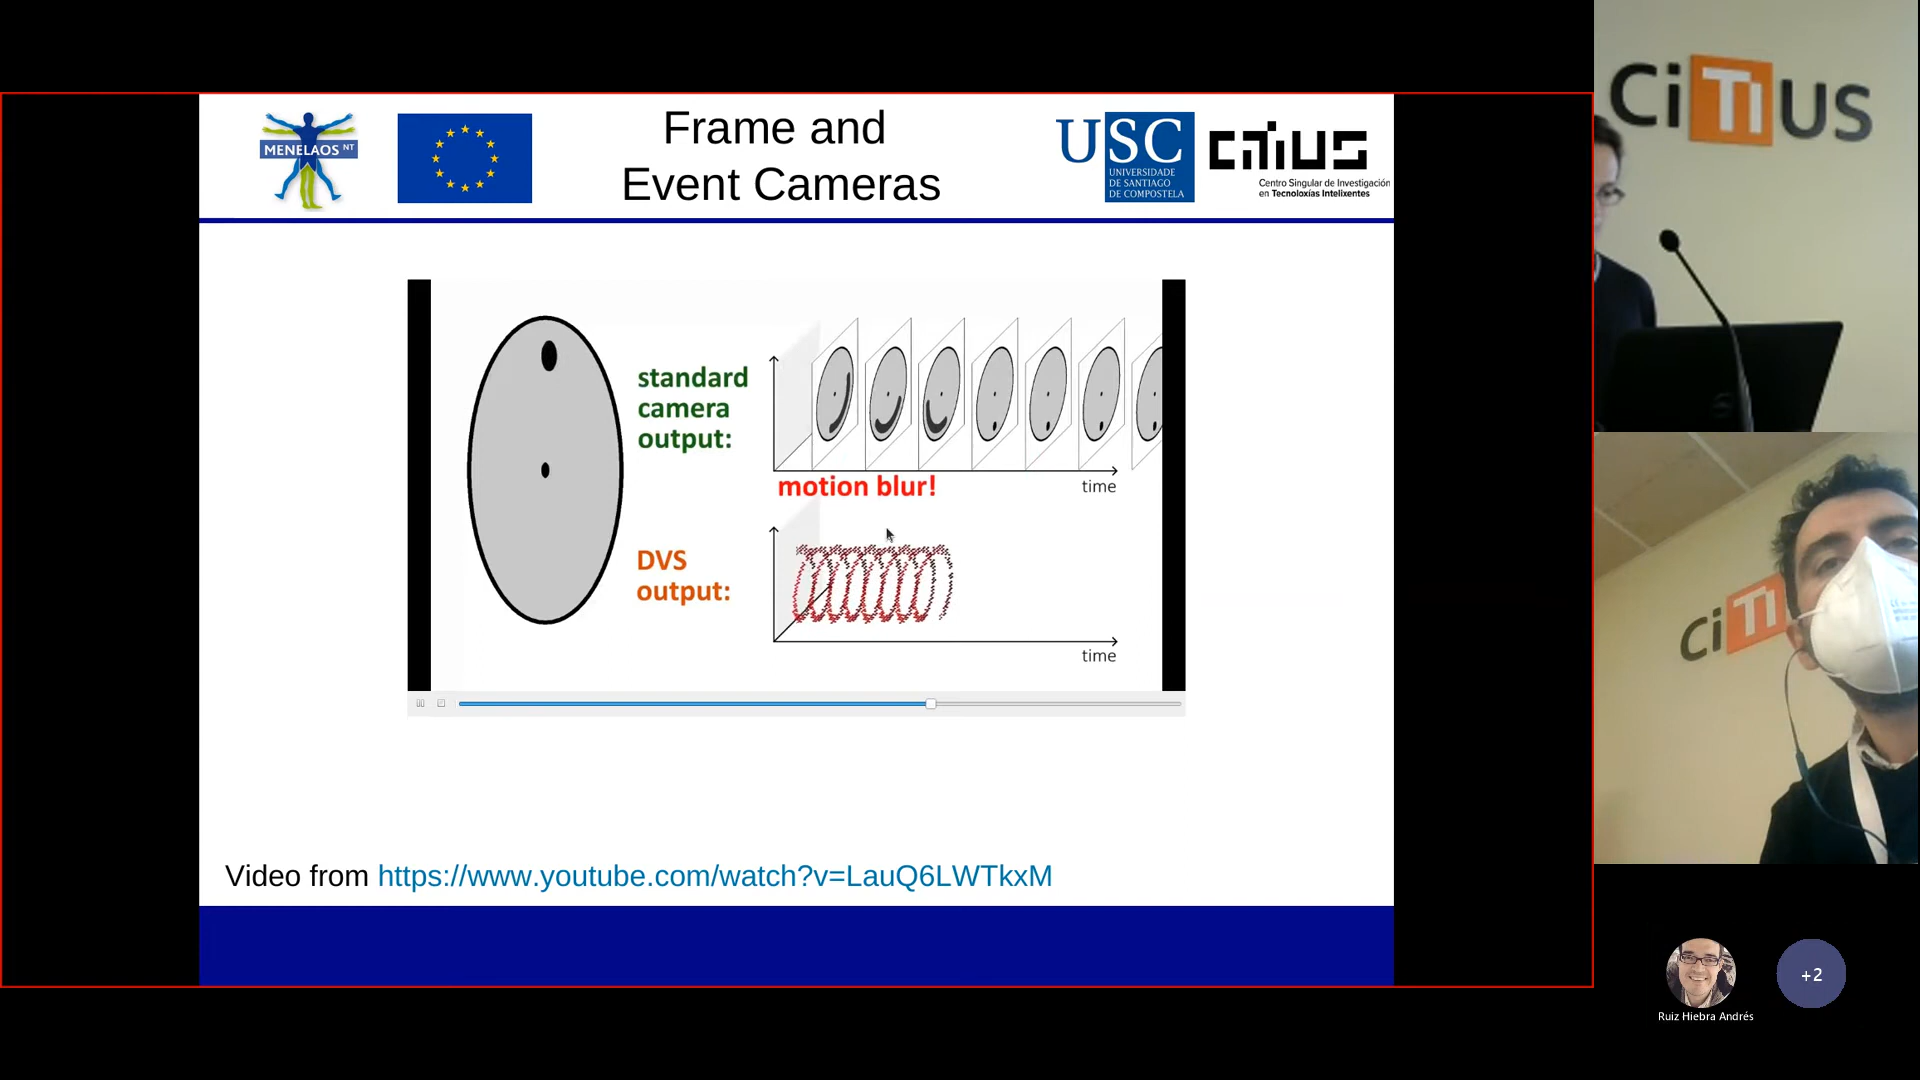 MENELAOS NT
Frame and
Event Cameras
USC
UNIVERSIDADE
DE SANTIAGO
DE COMPOSTELA
CiTIUS
Centro Singular de Investigación
en Tecnoloxías Intelixentes
standard
camera
output:
motion blur!
time
DVS
output:
time
Video from https://www.youtube.com/watch?v=LauQ6LWTkxM
CiTIUS
CiTI
Ruiz Hiebra Andrés
+2